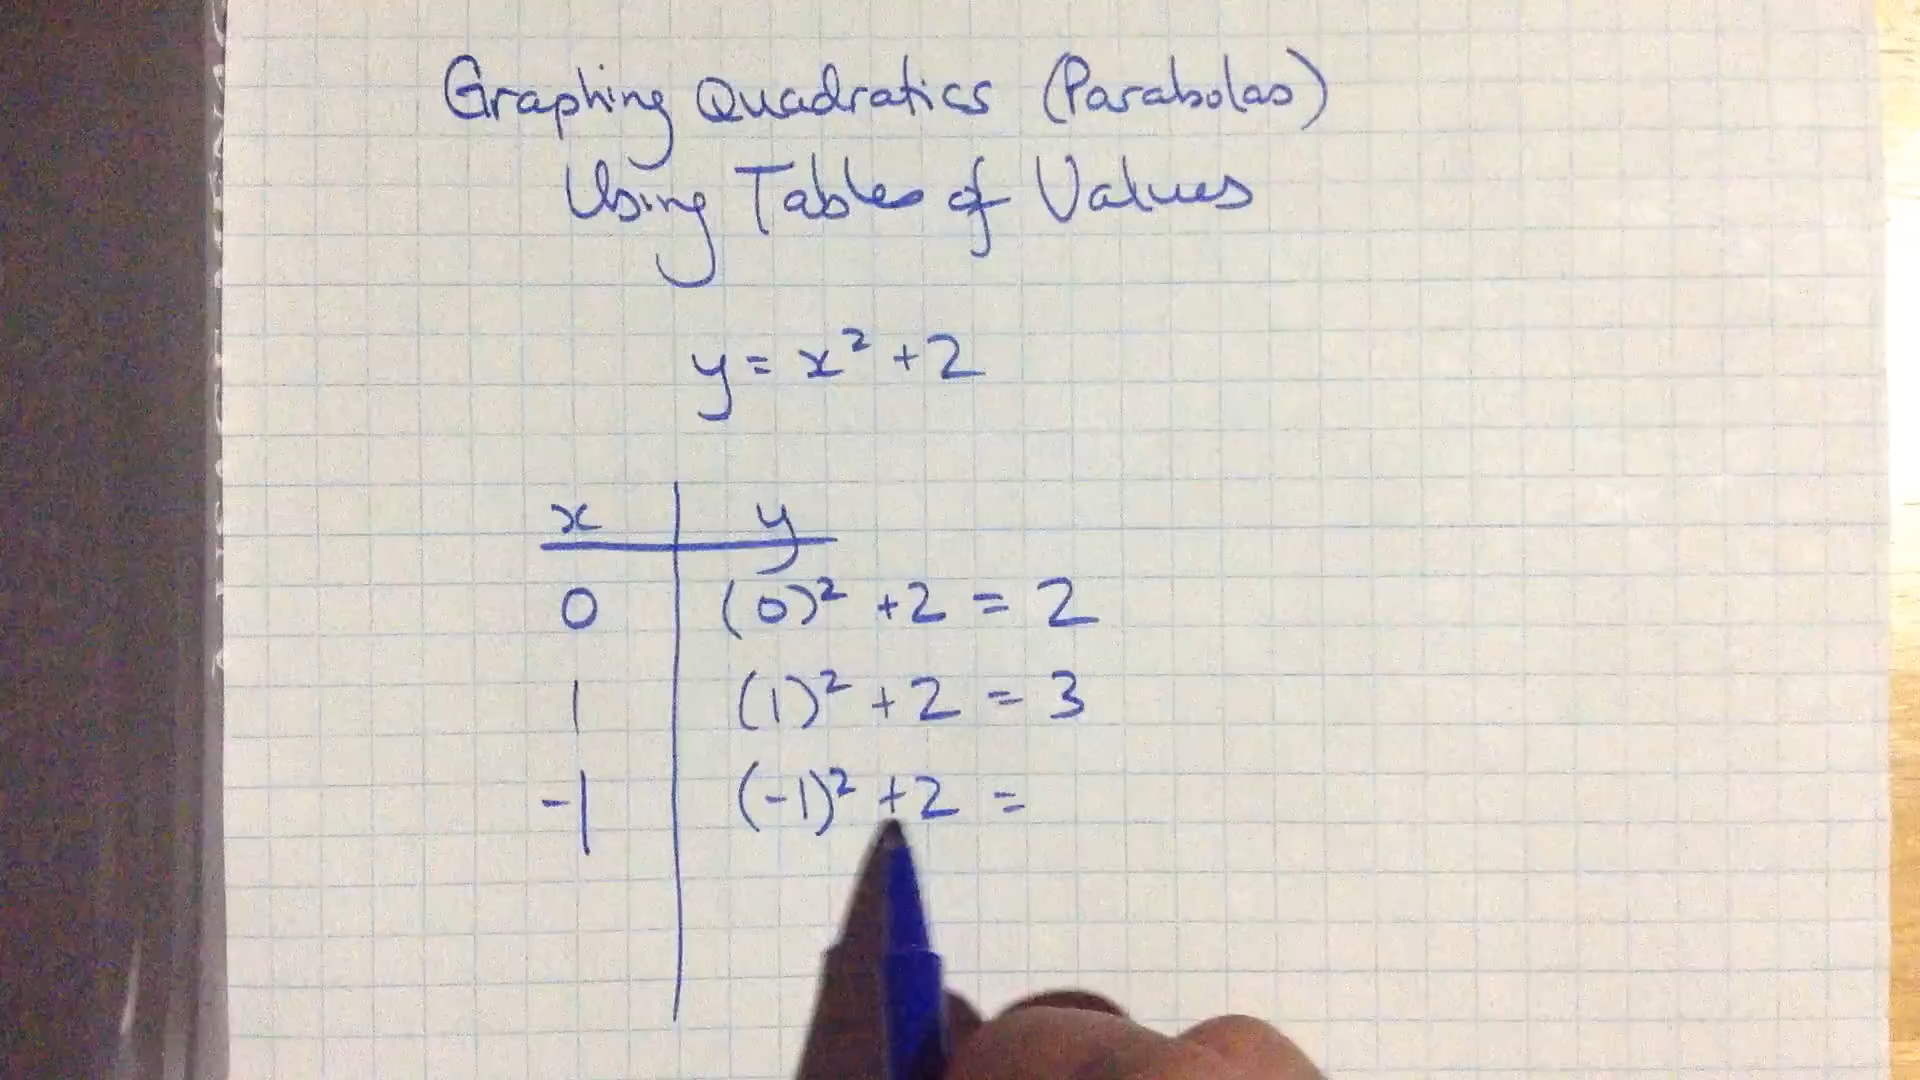 Graphing Quadratics (Parabolas)
Using Tables of Values
y = x² + 2
x y
0 (0)² + 2 = 2
1 (1)² + 2 = 3
-1 (-1)² + 2 =